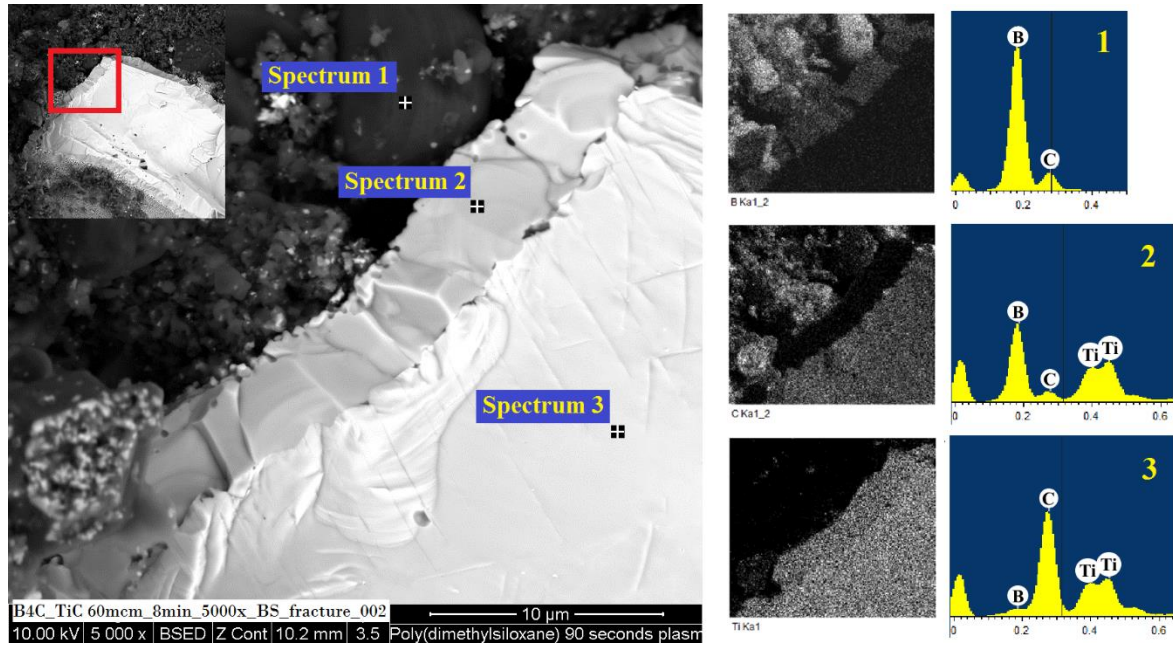 Spectrum 1
Spectrum 2
Spectrum 3
B4C_TiC 60mcm_8min_5000x_BS_fracture_002
10 µm
10.00 kV 5 000 x BSED Z Cont 10.2 mm 3.5 Poly(dimethylsiloxane) 90 seconds plasm
B Ka1_2
C Ka1_2
Ti Ka1
1
B
C
0 0.2 0.4
2
B
C
Ti
Ti
0 0.2 0.4 0.6
3
B
C
Ti
Ti
0 0.2 0.4 0.6